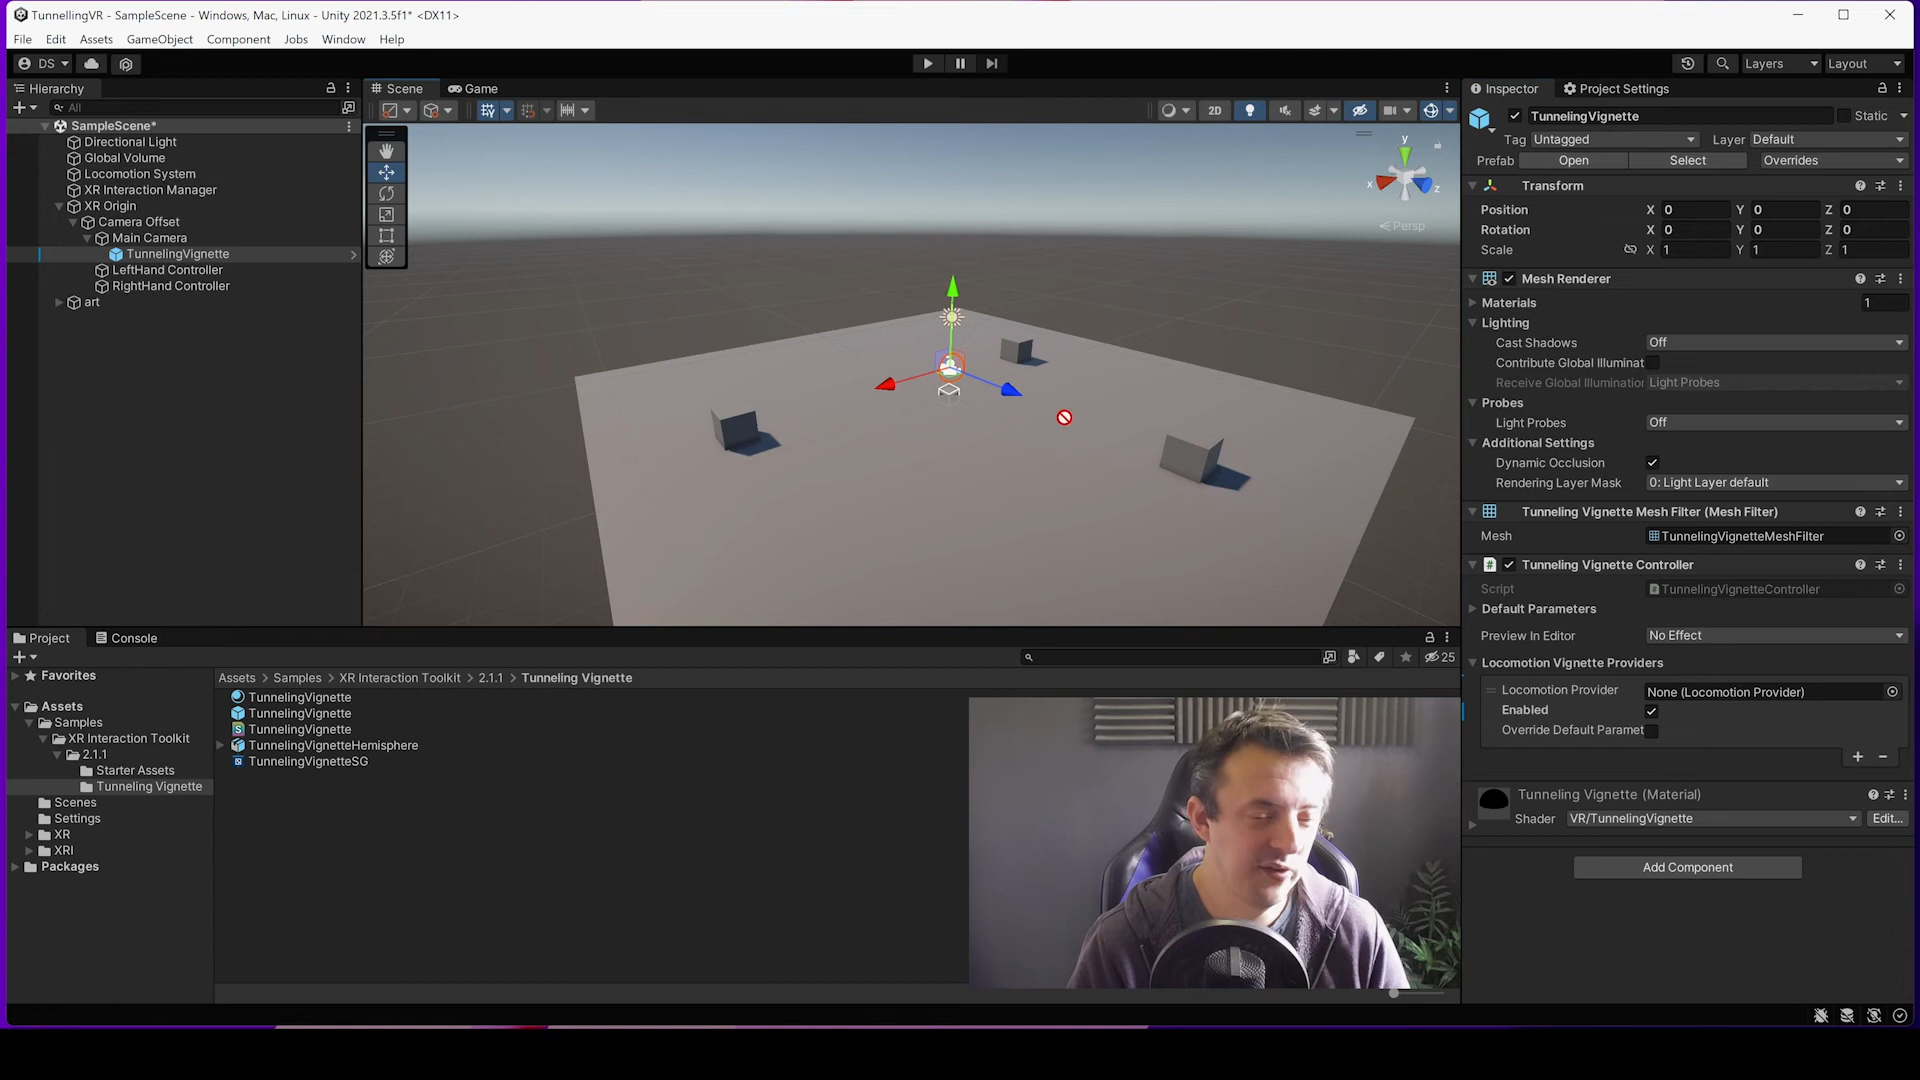 TunnellingVR - SampleScene - Windows, Mac, Linux - Unity 2021.3.5f1* <DX11>
File Edit Assets GameObject Component Jobs Window Help
DS
Layers
Layout
Hierarchy
All
SampleScene*
Directional Light
Global Volume
Locomotion System
XR Interaction Manager
XR Origin
Camera Offset
Main Camera
TunnelingVignette
LeftHand Controller
RightHand Controller
art
Scene
Game
2D
y
x
z
Persp
Inspector
Project Settings
TunnelingVignette
Static
Tag Untagged
Layer Default
Prefab Open Select Overrides
Transform
Position X 0 Y 0 Z 0
Rotation X 0 Y 0 Z 0
Scale X 1 Y 1 Z 1
Mesh Renderer
Materials 1
Lighting
Cast Shadows Off
Contribute Global Illuminat
Receive Global Illumination Light Probes
Probes
Light Probes Off
Additional Settings
Dynamic Occlusion
Rendering Layer Mask 0: Light Layer default
Tunneling Vignette Mesh Filter (Mesh Filter)
Mesh TunnelingVignetteMeshFilter
# Tunneling Vignette Controller
Script TunnelingVignetteController
Default Parameters
Preview In Editor No Effect
Locomotion Vignette Providers
Locomotion Provider None (Locomotion Provider)
Enabled
Override Default Paramet
Tunneling Vignette (Material)
Shader VR/TunnelingVignette Edit...
Add Component
Project
Console
25
Favorites
Assets
Samples
XR Interaction Toolkit
2.1.1
Starter Assets
Tunneling Vignette
Scenes
Settings
XR
XRI
Packages
Assets > Samples > XR Interaction Toolkit > 2.1.1 > Tunneling Vignette
TunnelingVignette
TunnelingVignette
TunnelingVignette
TunnelingVignetteHemisphere
TunnelingVignetteSG